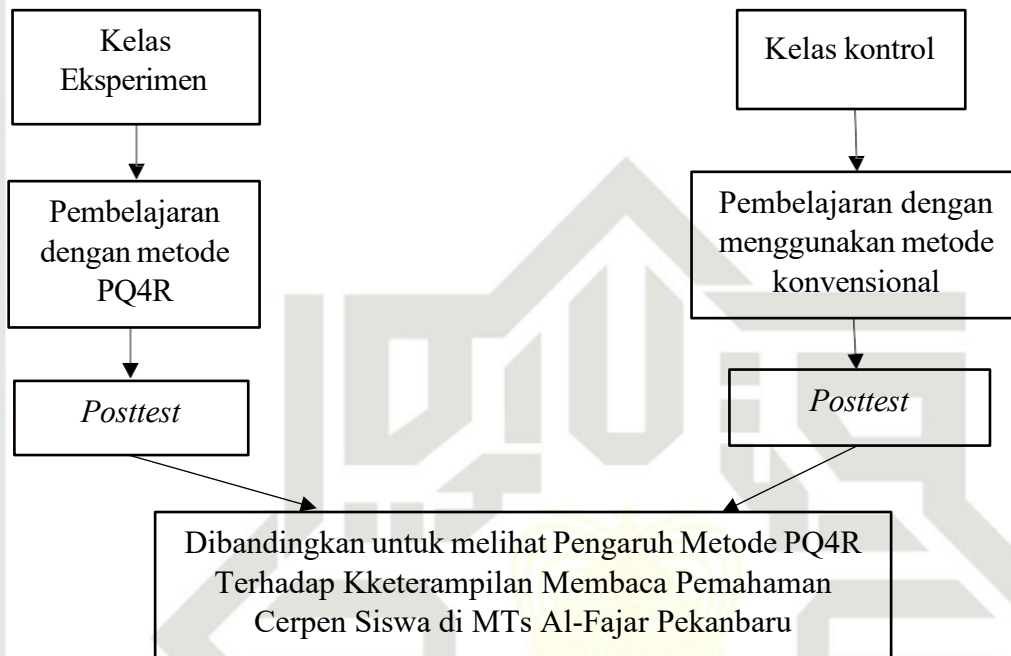 Kelas
Eksperimen
Kelas kontrol
Pembelajaran
dengan metode
PQ4R
Pembelajaran dengan
menggunakan metode
konvensional
Posttest
Posttest
Dibandingkan untuk melihat Pengaruh Metode PQ4R
Terhadap Kketerampilan Membaca Pemahaman
Cerpen Siswa di MTs Al-Fajar Pekanbaru